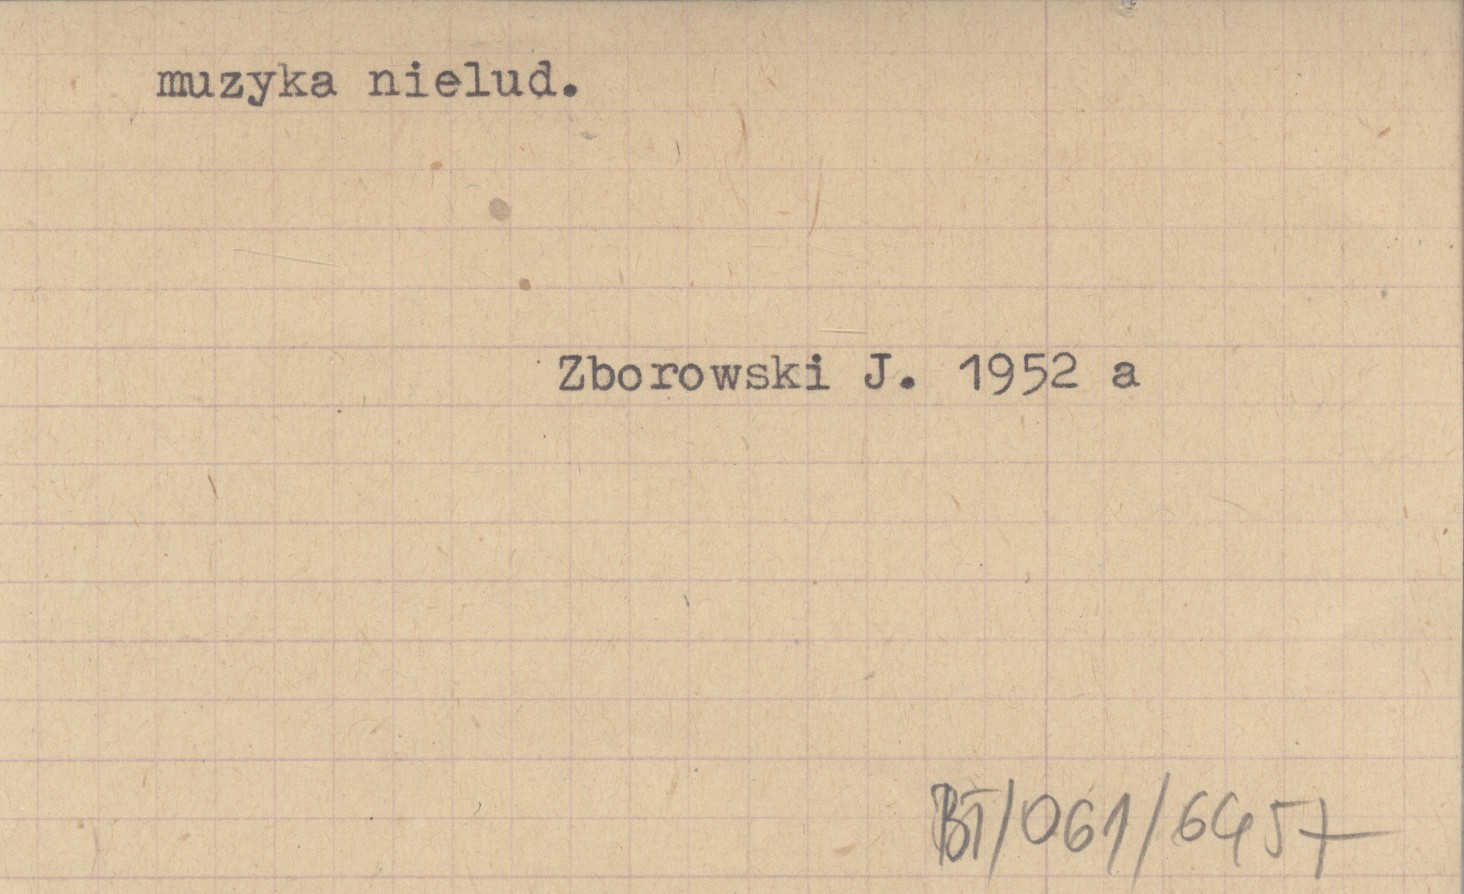 muzyka nielud.
Zborowski J. 1952 a
BT/061/6457